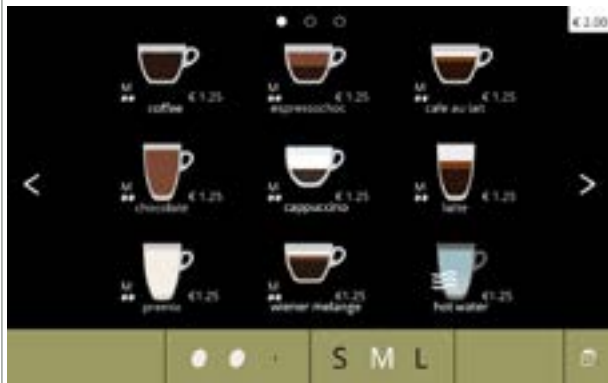 € 2.00
M
€ 1.25
coffee
M
€ 1.25
espressochoc
M
€ 1.25
cafe au lait
<
>
M
€ 1.25
chocolate
M
€ 1.25
cappuccino
M
€ 1.25
latte
M
€1.25
M
€1.25
wiener melange
€1.25
hot water
S M L